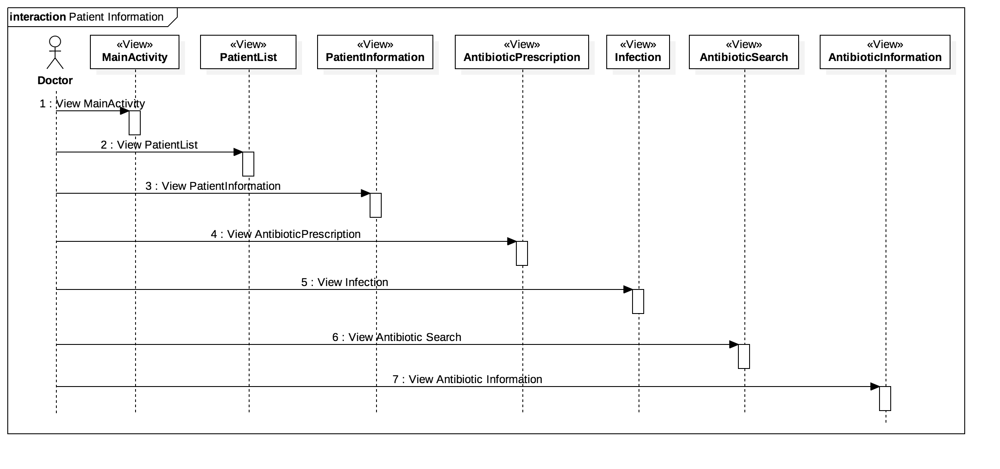 interaction Patient Information
«View»
MainActivity
«View»
PatientList
«View»
PatientInformation
«View»
AntibioticPrescription
«View»
Infection
«View»
AntibioticSearch
«View»
AntibioticInformation
Doctor
1 : View MainActivity
2 : View PatientList
3 : View PatientInformation
4 : View AntibioticPrescription
5 : View Infection
6 : View Antibiotic Search
7 : View Antibiotic Information